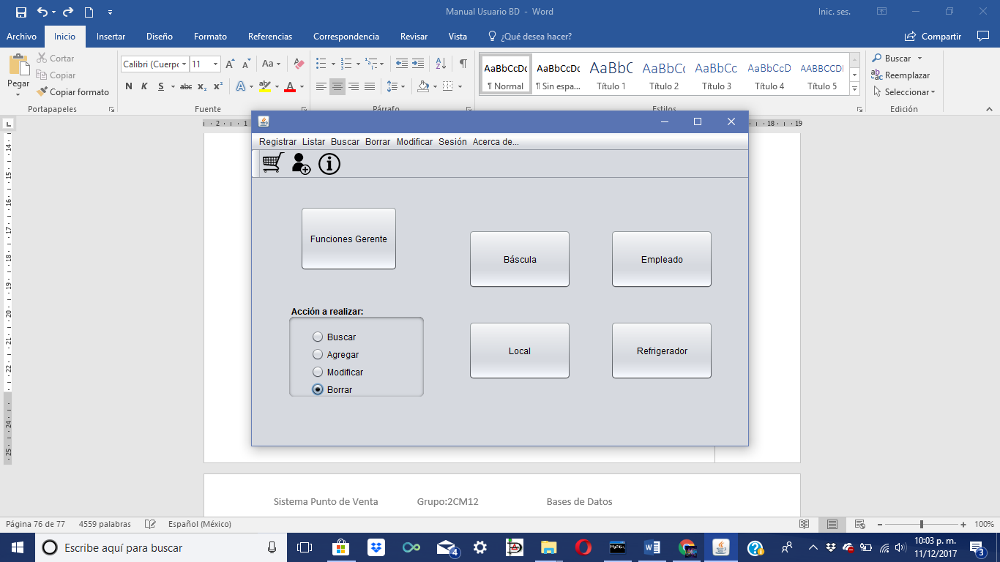 Manual Usuario BD - Word
Inic. ses.
Archivo Inicio Insertar Diseño Formato Referencias Correspondencia Revisar Vista ¿Qué desea hacer? Compartir
Pegar
Cortar
Copiar
Copiar formato
Portapapeles
Calibri (Cuerpo 11
Aa
N K S abc x₂ x²
Fuente
Párrafo
AaBbCcDc AaBbCcDc AaBbC AaBbCcC AaBbCc AaBbCcD AABBCCDI
¶ Normal ¶ Sin espa... Título 1 Título 2 Título 3 Título 4 Título 5
Estilos
Buscar
Reemplazar
Seleccionar
Edición
Registrar Listar Buscar Borrar Modificar Sesión Acerca de...
Funciones Gerente
Báscula
Empleado
Acción a realizar:
Buscar
Agregar
Modificar
Borrar
Local
Refrigerador
Sistema Punto de Venta Grupo:2CM12 Bases de Datos
Página 76 de 77 4559 palabras Español (México) 100%
Escribe aquí para buscar
4
MySQL
10:03 p. m.
11/12/2017
3